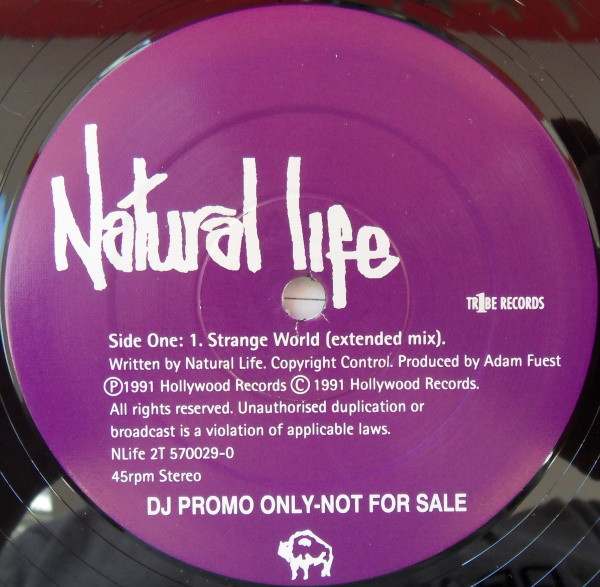 Natural life
TR1BE RECORDS
Side One: 1. Strange World (extended mix).
Written by Natural Life. Copyright Control. Produced by Adam Fuest
Ⓟ1991 Hollywood Records © 1991 Hollywood Records.
All rights reserved. Unauthorised duplication or
broadcast is a violation of applicable laws.
NLife 2T 570029-0
45rpm Stereo
DJ PROMO ONLY-NOT FOR SALE